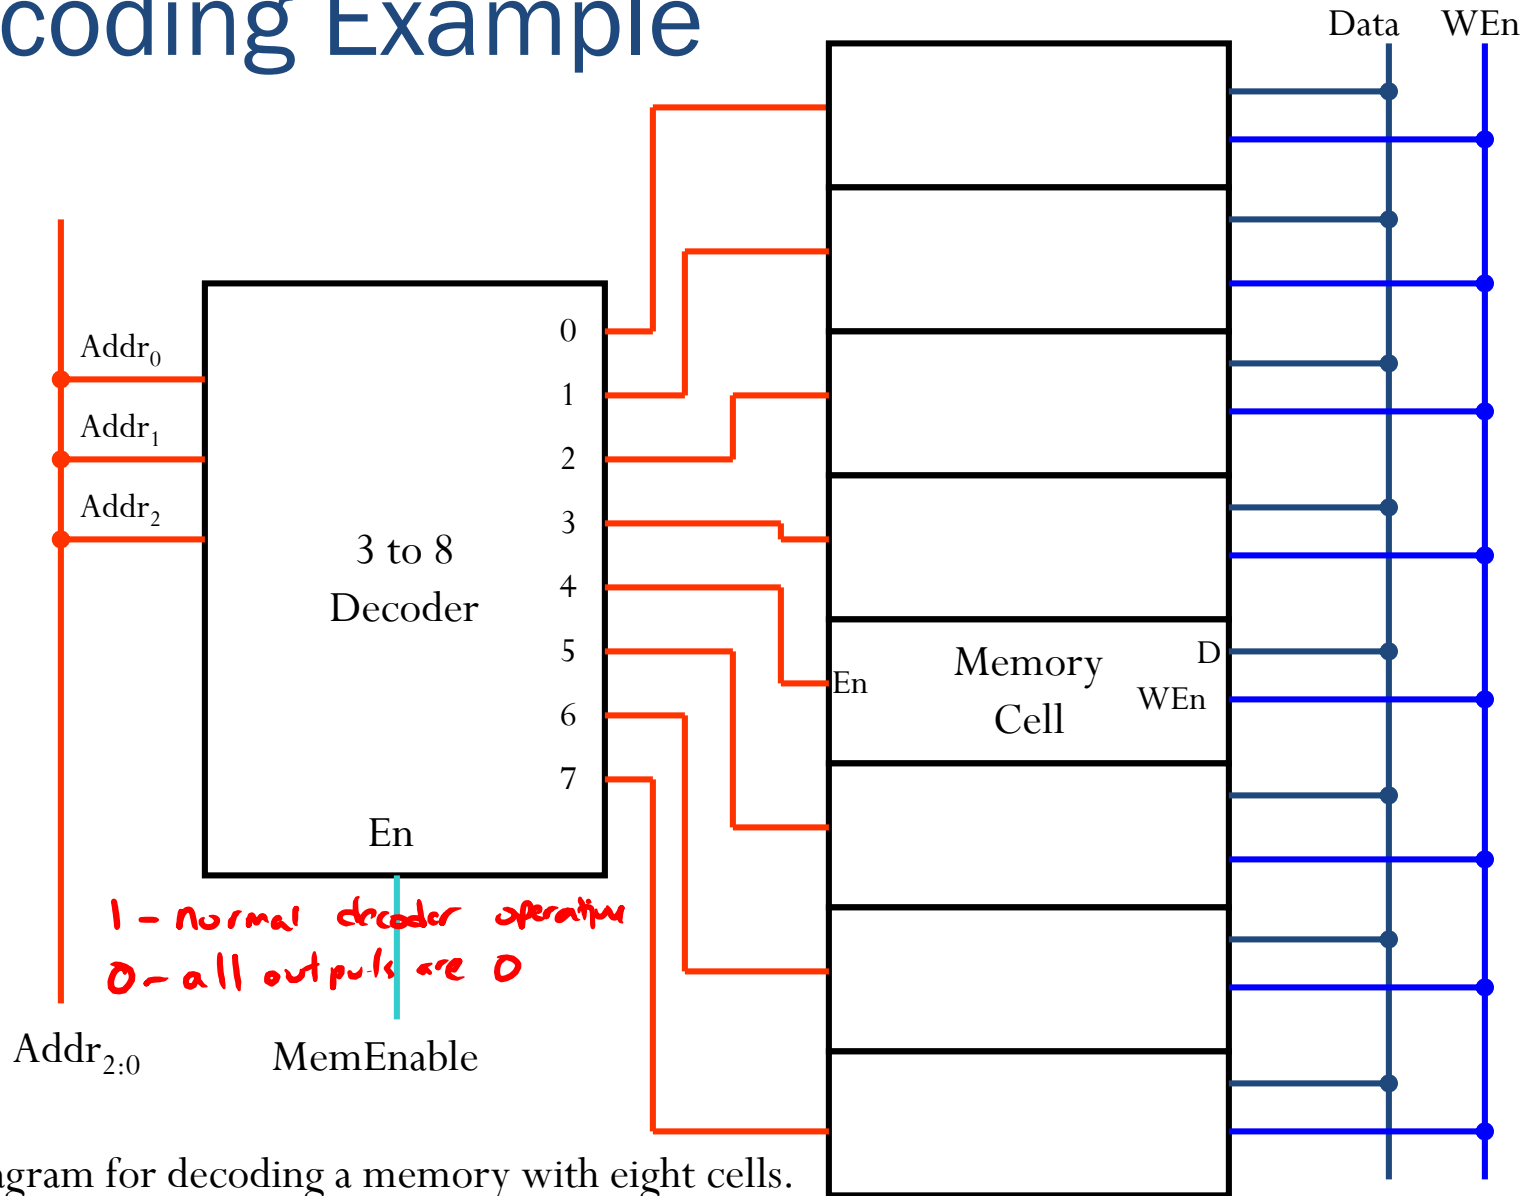 coding Example
Data WEn
Addr0
Addr1
Addr2
3 to 8
Decoder
0
1
2
3
4
5
6
7
En
En
Memory
Cell
D
WEn
1 - normal decoder operation
0 - all outputs are 0
Addr2:0
MemEnable
agram for decoding a memory with eight cells.